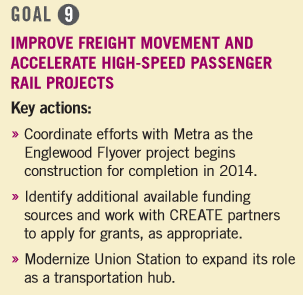 GOAL 9
IMPROVE FREIGHT MOVEMENT AND
ACCELERATE HIGH-SPEED PASSENGER
RAIL PROJECTS
Key actions:
» Coordinate efforts with Metra as the
Englewood Flyover project begins
construction for completion in 2014.
» Identify additional available funding
sources and work with CREATE partners
to apply for grants, as appropriate.
» Modernize Union Station to expand its role
as a transportation hub.